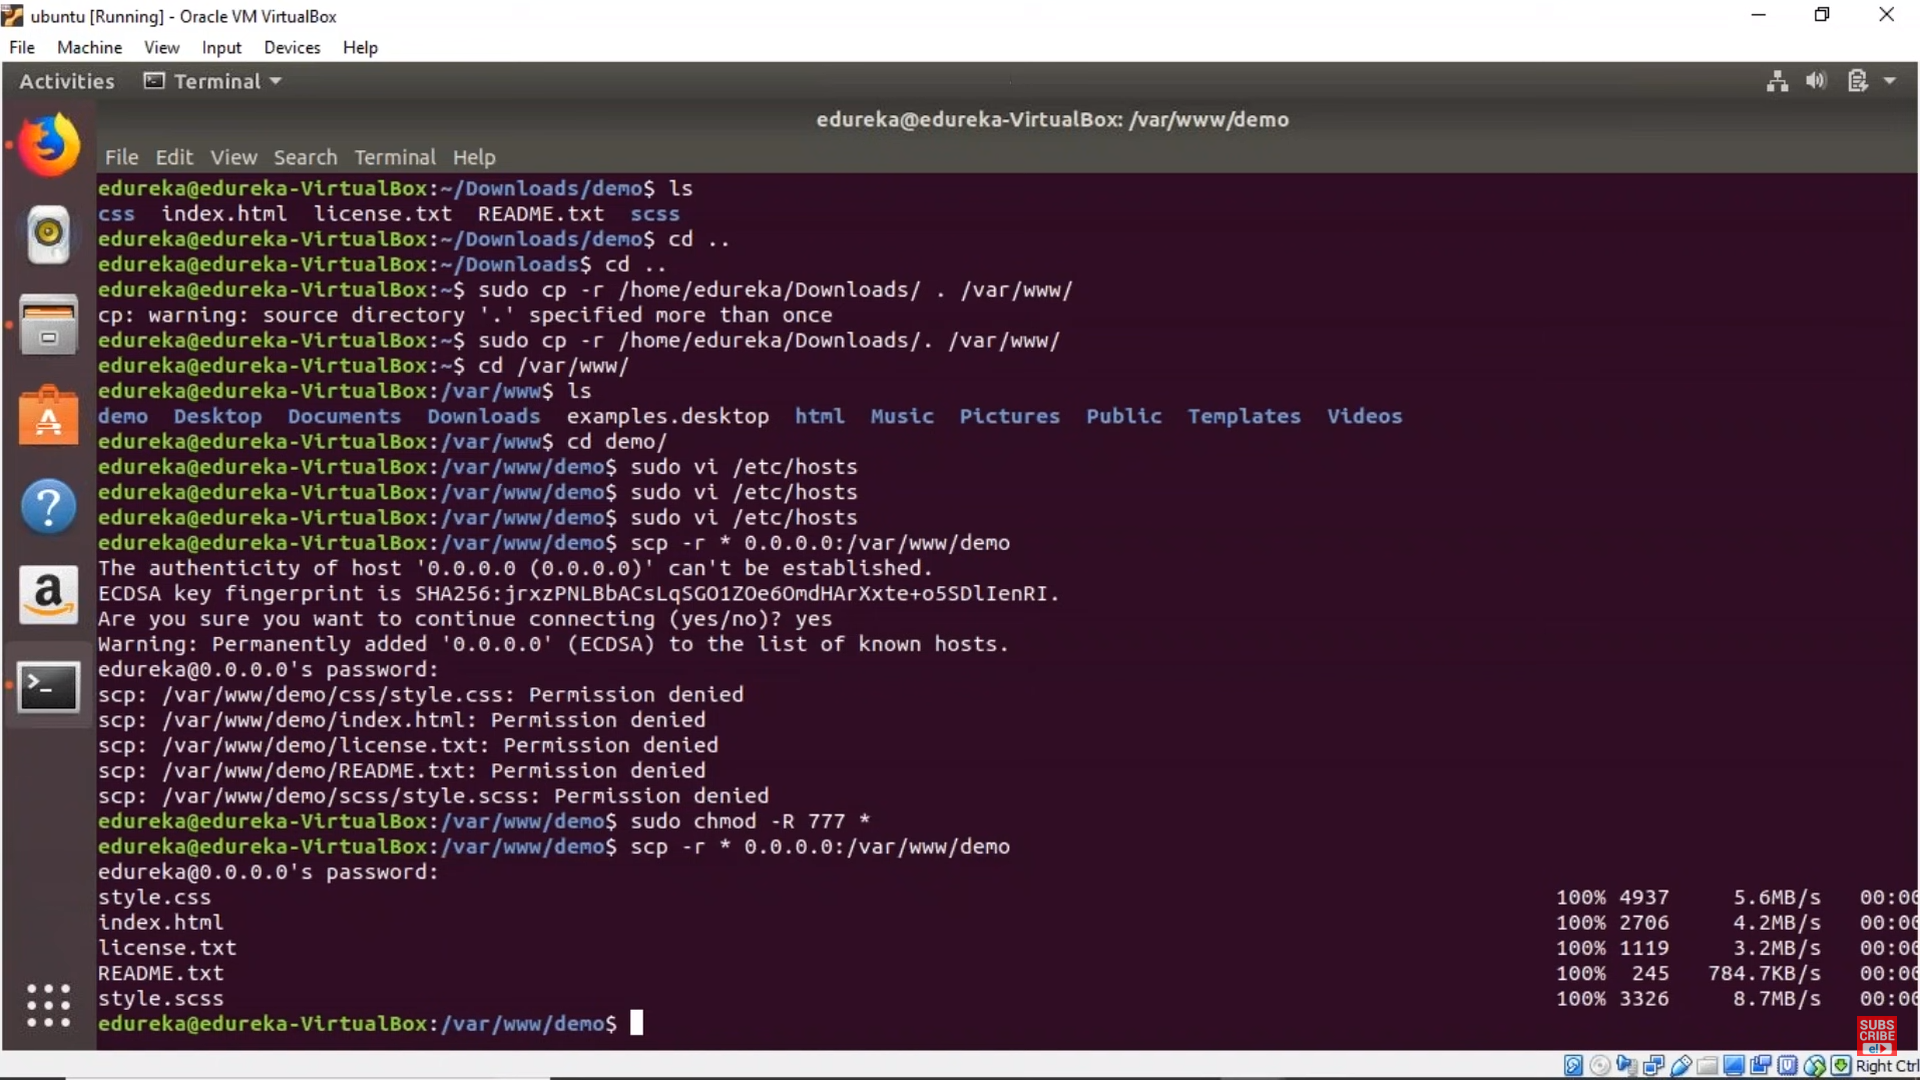 ubuntu [Running] - Oracle VM VirtualBox
File Machine View Input Devices Help
Activities Terminal
edureka@edureka-VirtualBox: /var/www/demo
File Edit View Search Terminal Help
edureka@edureka-VirtualBox:~/Downloads/demo$ ls
css index.html license.txt README.txt scss
edureka@edureka-VirtualBox:~/Downloads/demo$ cd ..
edureka@edureka-VirtualBox:~/Downloads$ cd ..
edureka@edureka-VirtualBox:~$ sudo cp -r /home/edureka/Downloads/ . /var/www/
cp: warning: source directory '.' specified more than once
edureka@edureka-VirtualBox:~$ sudo cp -r /home/edureka/Downloads/. /var/www/
edureka@edureka-VirtualBox:~$ cd /var/www/
edureka@edureka-VirtualBox:/var/www$ ls
demo Desktop Documents Downloads examples.desktop html Music Pictures Public Templates Videos
edureka@edureka-VirtualBox:/var/www$ cd demo/
edureka@edureka-VirtualBox:/var/www/demo$ sudo vi /etc/hosts
edureka@edureka-VirtualBox:/var/www/demo$ sudo vi /etc/hosts
edureka@edureka-VirtualBox:/var/www/demo$ sudo vi /etc/hosts
edureka@edureka-VirtualBox:/var/www/demo$ scp -r * 0.0.0.0:/var/www/demo
The authenticity of host '0.0.0.0 (0.0.0.0)' can't be established.
ECDSA key fingerprint is SHA256:jrxzPNLBbACsLqSGO1ZOe6OmdHArXxte+o5SDlIenRI.
Are you sure you want to continue connecting (yes/no)? yes
Warning: Permanently added '0.0.0.0' (ECDSA) to the list of known hosts.
edureka@0.0.0.0's password:
scp: /var/www/demo/css/style.css: Permission denied
scp: /var/www/demo/index.html: Permission denied
scp: /var/www/demo/license.txt: Permission denied
scp: /var/www/demo/README.txt: Permission denied
scp: /var/www/demo/scss/style.scss: Permission denied
edureka@edureka-VirtualBox:/var/www/demo$ sudo chmod -R 777 *
edureka@edureka-VirtualBox:/var/www/demo$ scp -r * 0.0.0.0:/var/www/demo
edureka@0.0.0.0's password:
style.css 100% 4937 5.6MB/s 00:00
index.html 100% 2706 4.2MB/s 00:00
license.txt 100% 1119 3.2MB/s 00:00
README.txt 100% 245 784.7KB/s 00:00
style.scss 100% 3326 8.7MB/s 00:00
edureka@edureka-VirtualBox:/var/www/demo$
SUBSCRIBE
e!
Right Ctrl